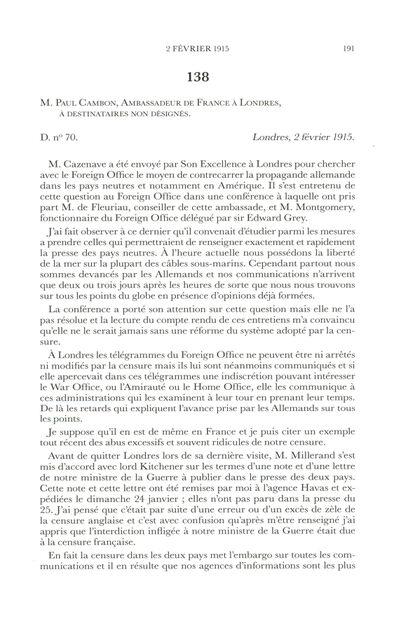 2 FÉVRIER 1915 191
138
M. PAUL CAMBON, AMBASSADEUR DE FRANCE À LONDRES,
À DESTINATAIRES NON DÉSIGNÉS.
D. nº 70. Londres, 2 février 1915.
M. Cazenave a été envoyé par Son Excellence à Londres pour chercher
avec le Foreign Office le moyen de contrecarrer la propagande allemande
dans les pays neutres et notamment en Amérique. Il s'est entretenu de
cette question au Foreign Office dans une conférence à laquelle ont pris
part M. de Fleuriau, conseiller de cette ambassade, et M. Montgomery,
fonctionnaire du Foreign Office délégué par sir Edward Grey.
J'ai fait observer à ce dernier qu'il convenait d'étudier parmi les mesures
a prendre celles qui permettraient de renseigner exactement et rapidement
la presse des pays neutres. À l'heure actuelle nous possédons la liberté
de la mer sur la plupart des câbles sous-marins. Cependant partout nous
sommes devancés par les Allemands et nos communications n'arrivent
que deux ou trois jours après les heures de sorte que nous nous trouvons
sur tous les points du globe en présence d'opinions déjà formées.
La conférence a porté son attention sur cette question mais elle ne l'a
pas résolue et la lecture du compte rendu de ces entretiens m'a convaincu
qu'elle ne le serait jamais sans une réforme du système adopté par la cen-
sure.
À Londres les télégrammes du Foreign Office ne peuvent être ni arrêtés
ni modifiés par la censure mais ils lui sont néanmoins communiqués et si
elle apercevait dans ces télégrammes une indiscrétion pouvant intéresser
le War Office, ou l'Amirauté ou le Home Office, elle les communique à
ces administrations qui les examinent à leur tour en prenant leur temps.
De là les retards qui expliquent l'avance prise par les Allemands sur tous
les points.
Je suppose qu'il en est de même en France et je puis citer un exemple
tout récent des abus excessifs et souvent ridicules de notre censure.
Avant de quitter Londres lors de sa dernière visite, M. Millerand s'est
mis d'accord avec lord Kitchener sur les termes d'une note et d'une lettre
de notre ministre de la Guerre à publier dans le presse des deux pays.
Cette note et cette lettre ont été remises par moi à l'agence Havas et ex-
pédiées le dimanche 24 janvier ; elles n'ont pas paru dans la presse du
25. J'ai pensé que c'était par suite d'une erreur ou d'un excès de zèle de
la censure anglaise et c'est avec confusion qu'après m'être renseigné j'ai
appris que l'interdiction infligée à notre ministre de la Guerre était due
à la censure française.
En fait la censure dans les deux pays met l'embargo sur toutes les com-
munications et il en résulte que nos agences d'informations sont les plus